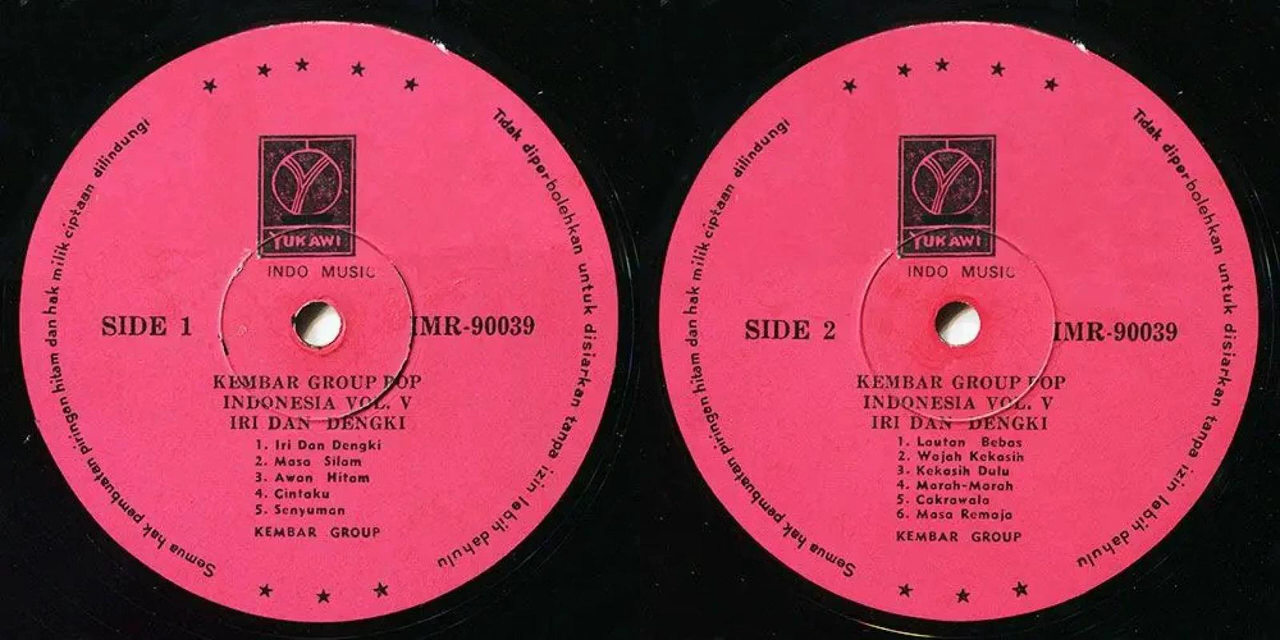 Semua hak pembuatan piringan hitam dan hak milik ciptaan dilindungi
Tidak diperbolehkan untuk disiarkan tanpa izin lebih dahulu
YUKAWI
INDO MUSIC
SIDE 1
IMR-90039
KEMBAR GROUP POP
INDONESIA VOL. V
IRI DAN DENGKI
1. Iri Dan Dengki
2. Masa Silam
3. Awan Hitam
4. Cintaku
5. Senyuman
KEMBAR GROUP
Semua hak pembuatan piringan hitam dan hak milik ciptaan dilindungi
Tidak diperbolehkan untuk disiarkan tanpa izin lebih dahulu
YUKAWI
INDO MUSIC
SIDE 2
IMR-90039
KEMBAR GROUP POP
INDONESIA VOL. V
IRI DAN DENGKI
1. Lautan Bebas
2. Wajah Kekasih
3. Kekasih Dulu
4. Marah-Marah
5. Cakrawala
6. Masa Remaja
KEMBAR GROUP